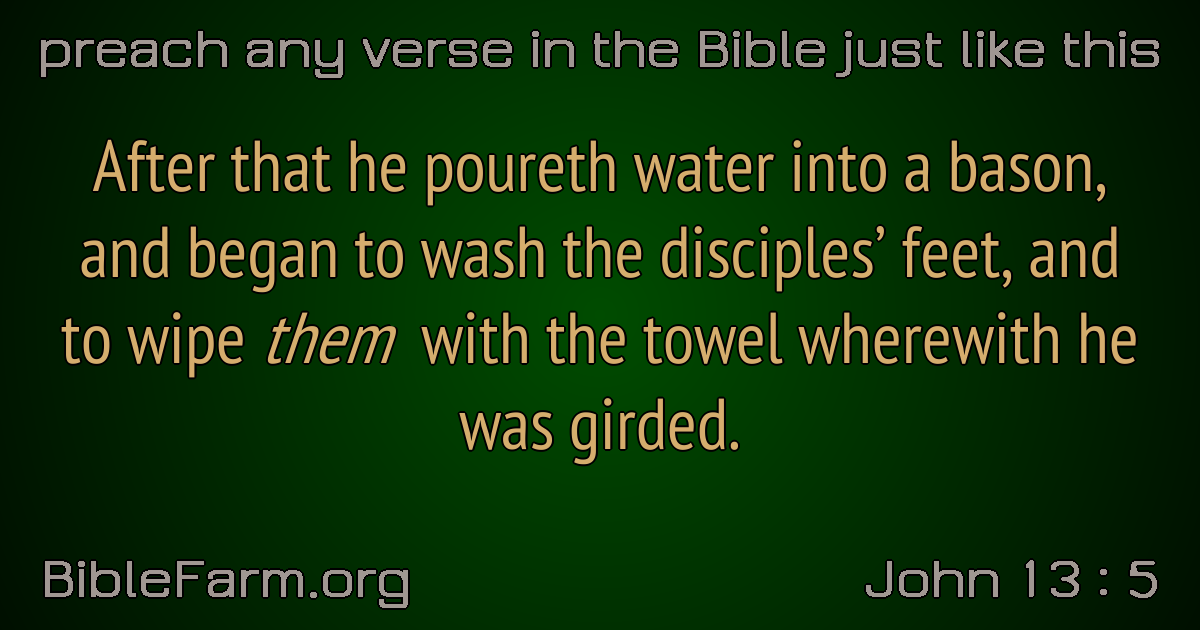 preach any verse in the Bible just like this
After that he poureth water into a bason,
and began to wash the disciples’ feet, and
to wipe them with the towel wherewith he
was girded.
BibleFarm.org
John 13 : 5